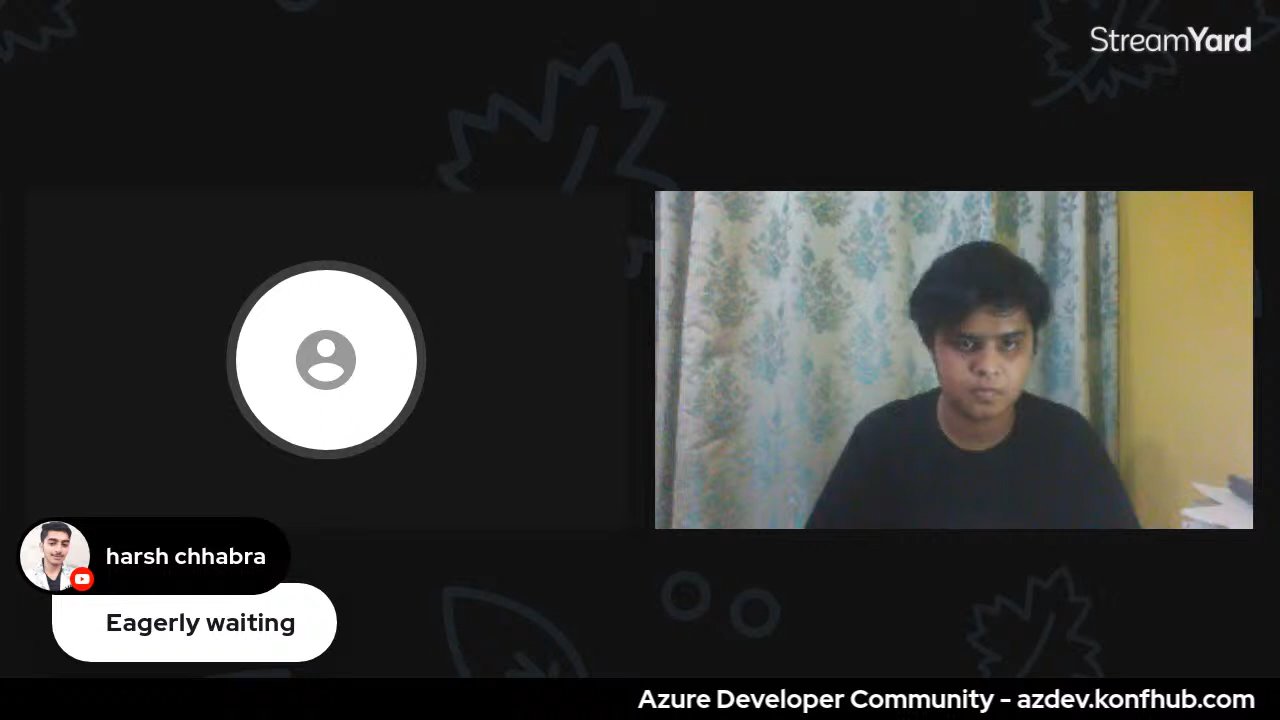 StreamYard
harsh chhabra
Eagerly waiting
Azure Developer Community - azdev.konfhub.com